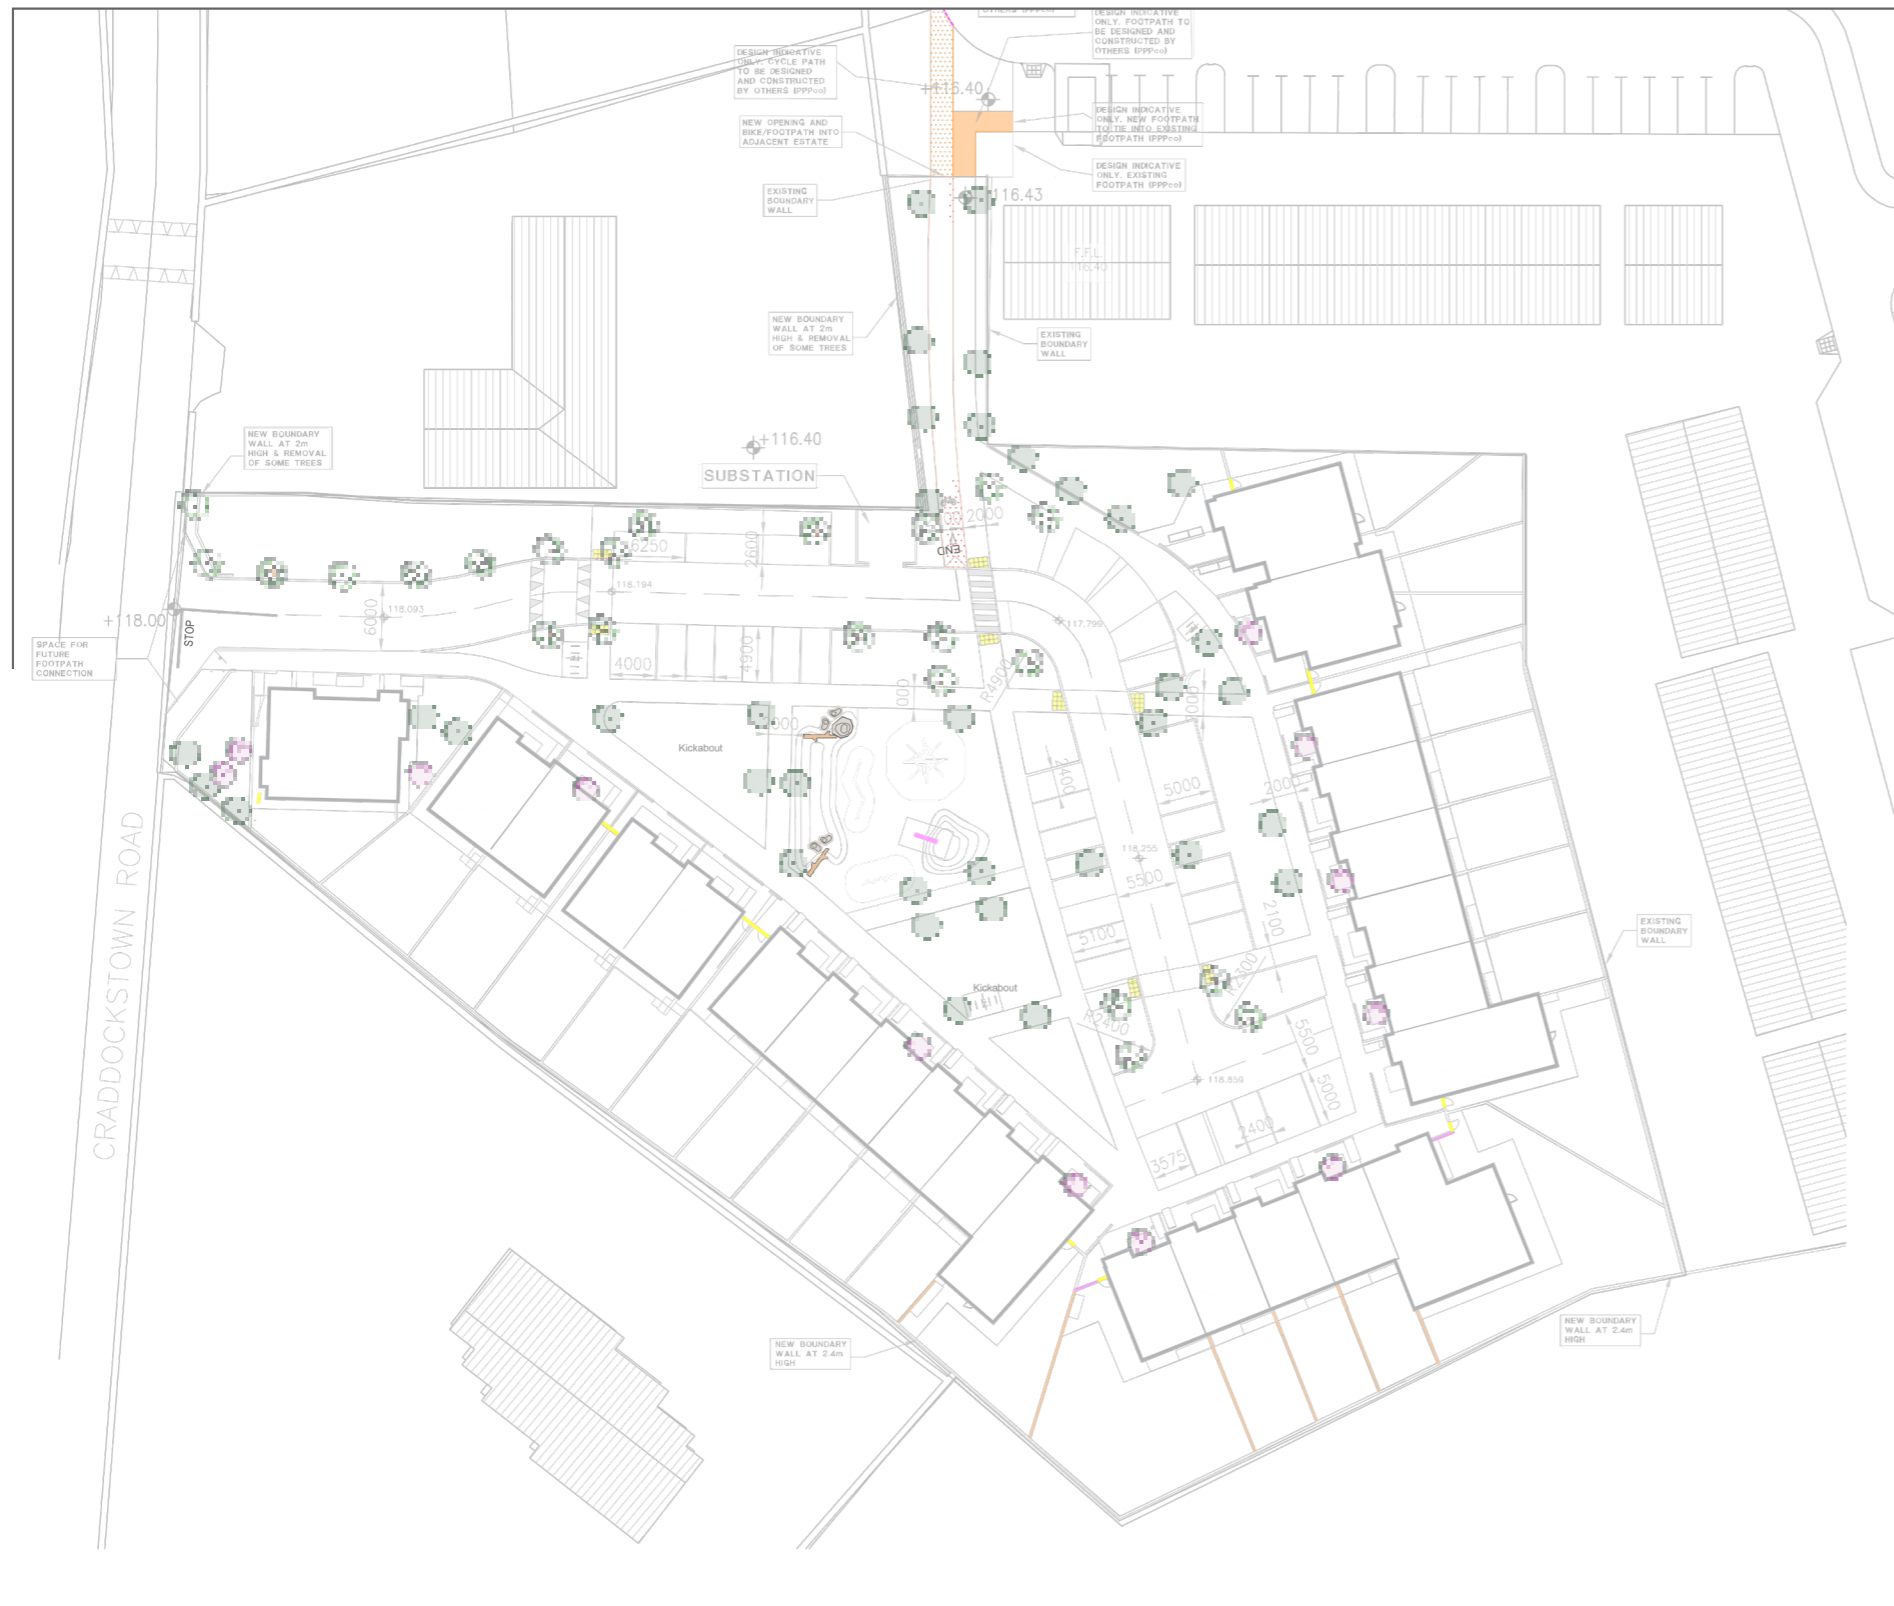 OTHERS (PPPco)
DESIGN INDICATIVE
ONLY. FOOTPATH TO
BE DESIGNED AND
CONSTRUCTED BY
OTHERS (PPPco)
DESIGN INDICATIVE
ONLY. CYCLE PATH
TO BE DESIGNED
AND CONSTRUCTED
BY OTHERS (PPPco)
+116.40
DESIGN INDICATIVE
ONLY. NEW FOOTPATH
TO TIE INTO EXISTING
FOOTPATH (PPPco)
NEW OPENING AND
BIKE/FOOTPATH INTO
ADJACENT ESTATE
DESIGN INDICATIVE
ONLY. EXISTING
FOOTPATH (PPPco)
EXISTING
BOUNDARY
WALL
116.43
F.F.L.
116.40
NEW BOUNDARY
WALL AT 2m
HIGH & REMOVAL
OF SOME TREES
EXISTING
BOUNDARY
WALL
NEW BOUNDARY
WALL AT 2m
HIGH & REMOVAL
OF SOME TREES
+116.40
SUBSTATION
2000
6250
2600
END
118.194
118.093
6000
+118.00
STOP
117.799
SPACE FOR
FUTURE
FOOTPATH
CONNECTION
4000
4900
R4900
Kickabout
2400
5000
2000
118.255
5500
2100
5100
EXISTING
BOUNDARY
WALL
R2300
Kickabout
R2400
5500
118.859
5000
2400
3575
CRADDOCKSTOWN ROAD
NEW BOUNDARY
WALL AT 2.4m
HIGH
NEW BOUNDARY
WALL AT 2.4m
HIGH